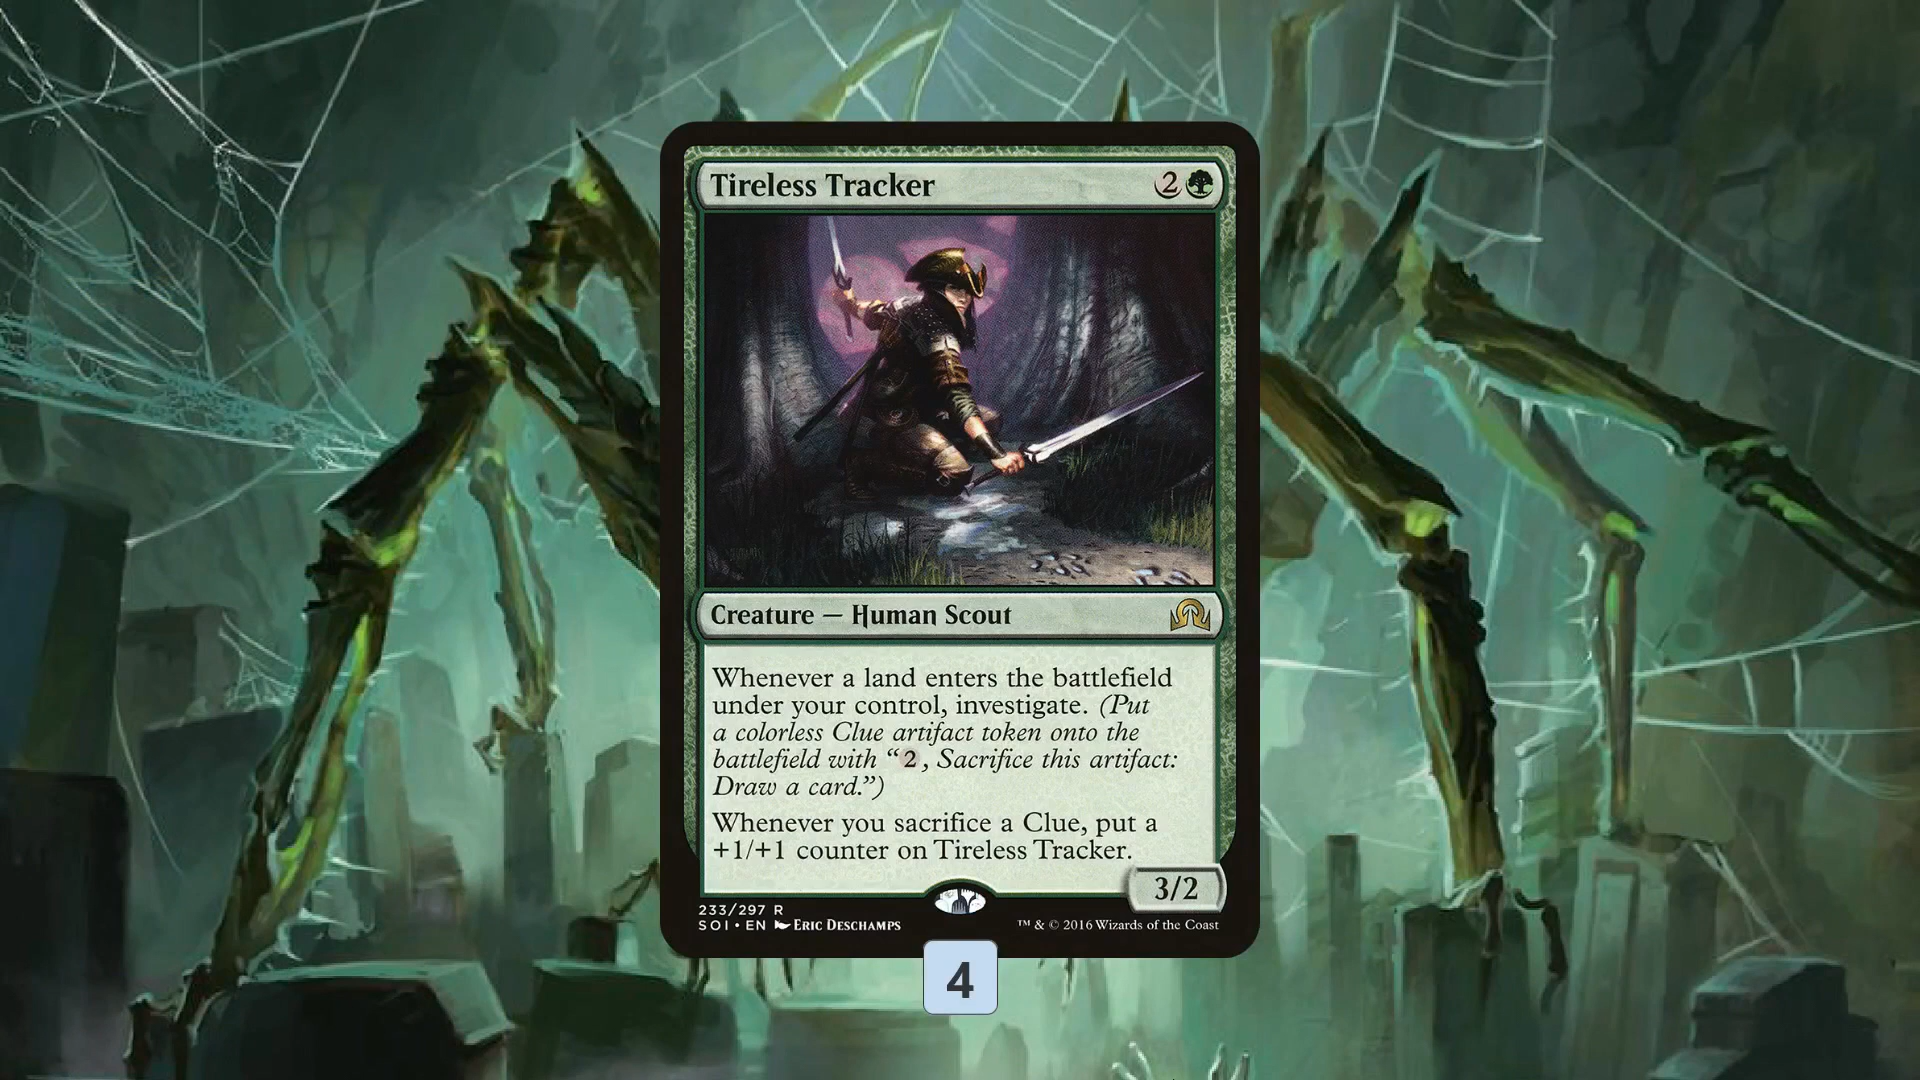 Tireless Tracker 2
Creature — Human Scout
Whenever a land enters the battlefield
under your control, investigate. (Put
a colorless Clue artifact token onto the
battlefield with “2, Sacrifice this artifact:
Draw a card.”)
Whenever you sacrifice a Clue, put a
+1/+1 counter on Tireless Tracker.
3/2
233/297 R
SOI • EN Eric Deschamps
™ & © 2016 Wizards of the Coast
4